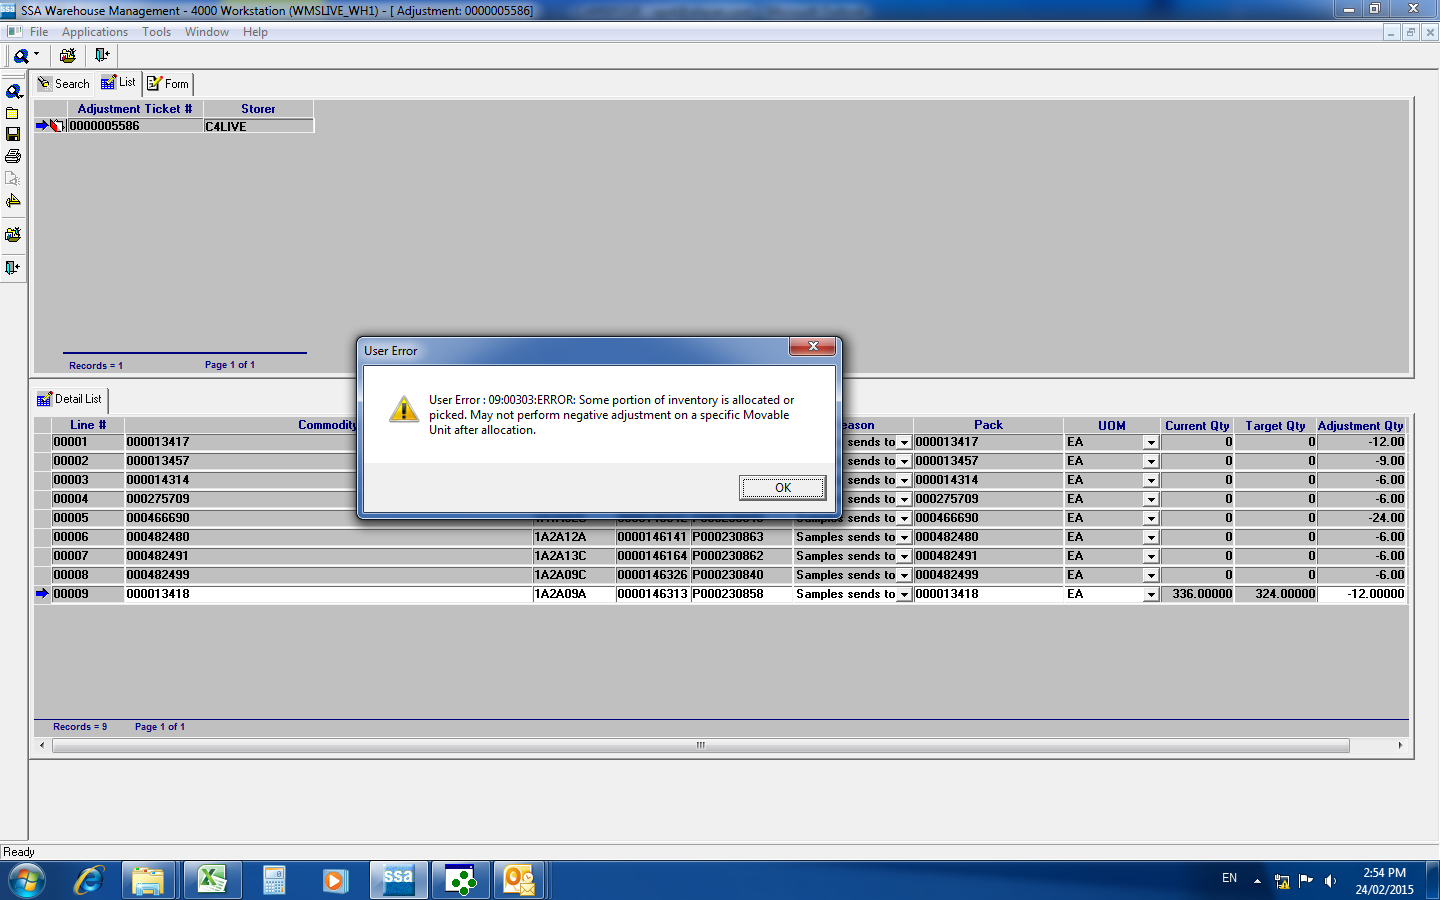 SSA Warehouse Management - 4000 Workstation (WMSLIVE_WH1) - [ Adjustment: 0000005586]
File Applications Tools Window Help
Search List Form
Adjustment Ticket # Storer
0000005586 C4LIVE
Records = 1 Page 1 of 1
User Error
User Error : 09:00303:ERROR: Some portion of inventory is allocated or
picked. May not perform negative adjustment on a specific Movable
Unit after allocation.
OK
Detail List
Line # Commodity Pack UOM Current Qty Target Qty Adjustment Qty
00001 000013417 sends to 000013417 EA 0 0 -12.00
00002 000013457 sends to 000013457 EA 0 0 -9.00
00003 000014314 sends to 000014314 EA 0 0 -6.00
00004 000275709 sends to 000275709 EA 0 0 -6.00
00005 000466690 sends to 000466690 EA 0 0 -24.00
00006 000482480 1A2A12A 0000146141 P000230863 Samples sends to 000482480 EA 0 0 -6.00
00007 000482491 1A2A13C 0000146164 P000230862 Samples sends to 000482491 EA 0 0 -6.00
00008 000482499 1A2A09C 0000146326 P000230840 Samples sends to 000482499 EA 0 0 -6.00
00009 000013418 1A2A09A 0000146313 P000230858 Samples sends to 000013418 EA 336.00000 324.00000 -12.00000
Records = 9 Page 1 of 1
Ready
ssa
EN
2:54 PM
24/02/2015